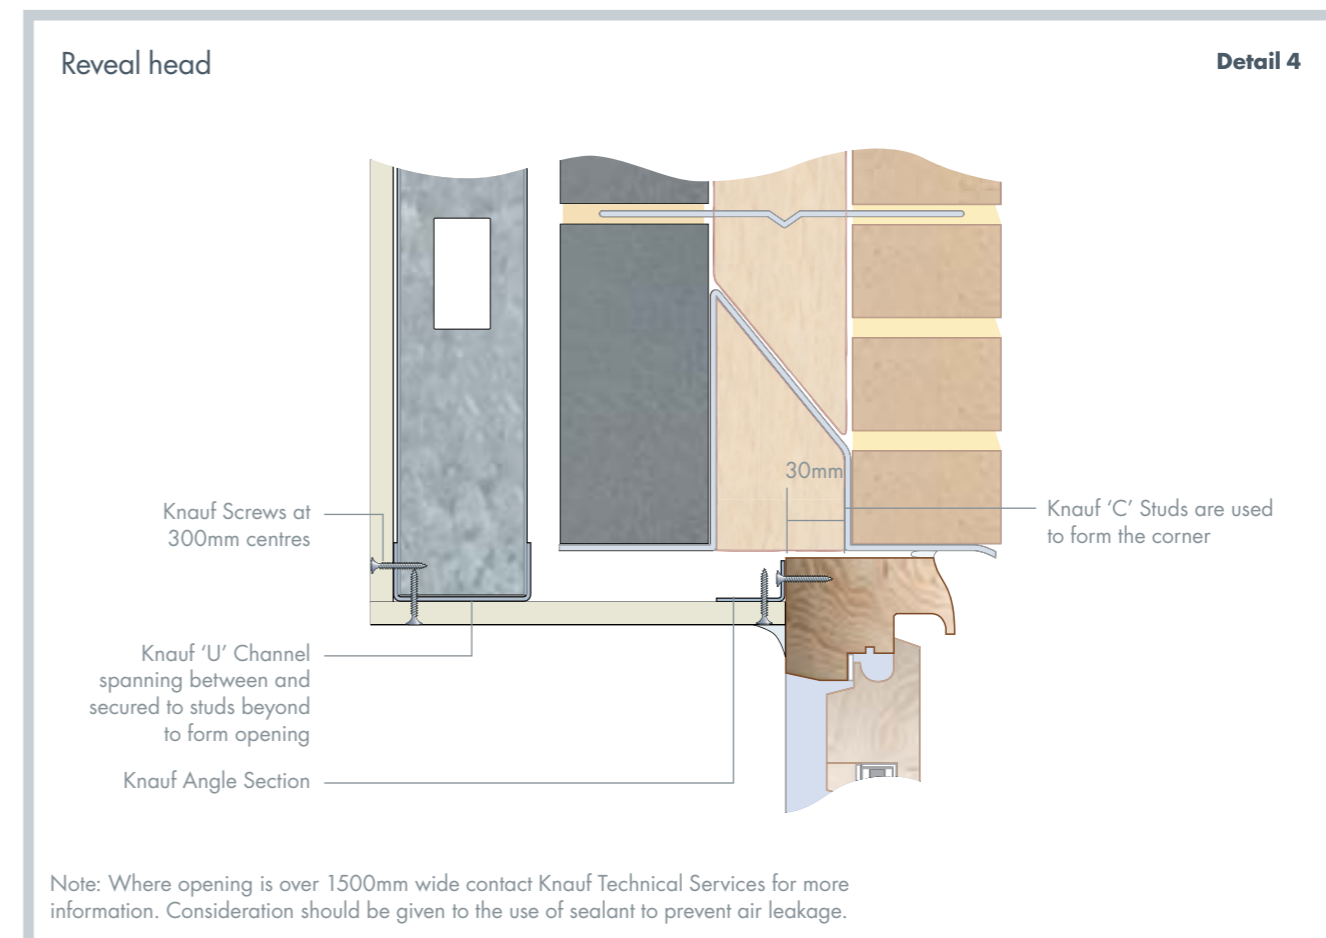 Reveal head
Detail 4
30mm
Knauf Screws at
300mm centres
Knauf ‘C’ Studs are used
to form the corner
Knauf ‘U’ Channel
spanning between and
secured to studs beyond
to form opening
Knauf Angle Section
Note: Where opening is over 1500mm wide contact Knauf Technical Services for more
information. Consideration should be given to the use of sealant to prevent air leakage.